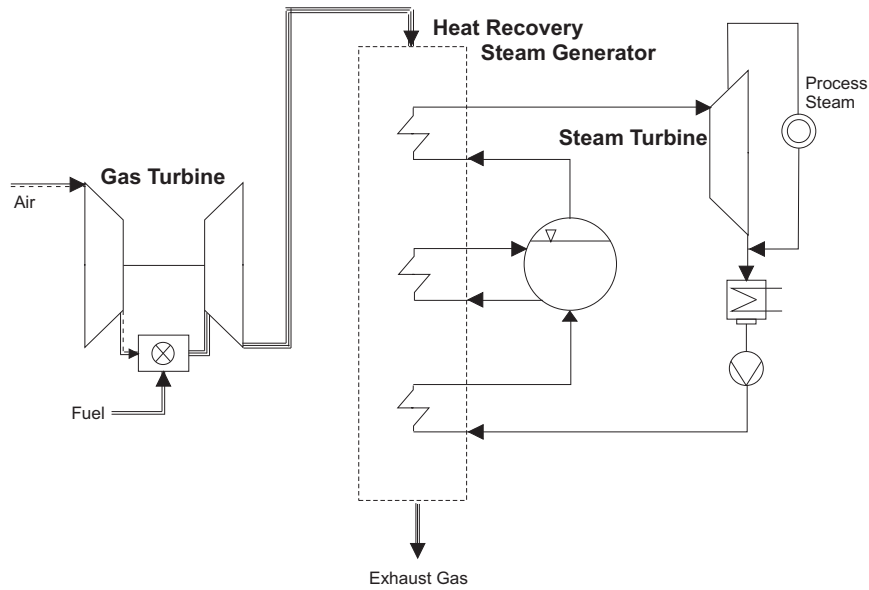 Heat Recovery
Steam Generator
Process
Steam
Steam Turbine
Gas Turbine
Air
Fuel
Exhaust Gas